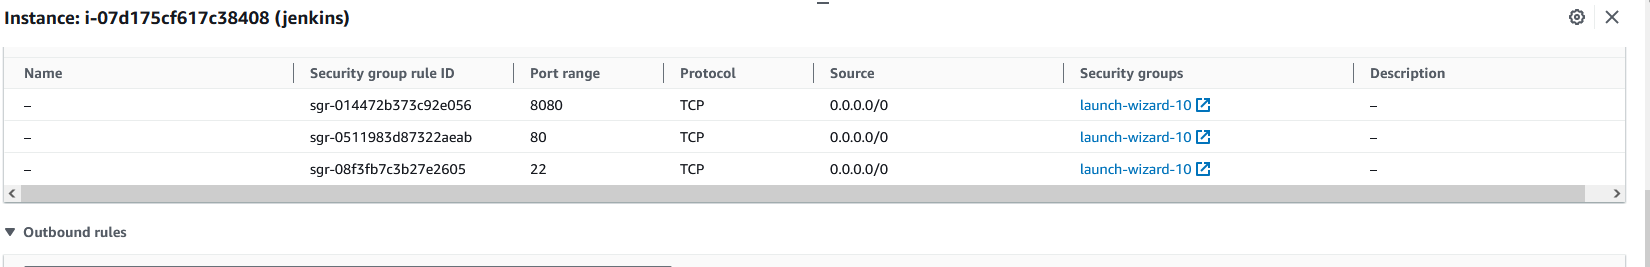 Instance: i-07d175cf617c38408 (jenkins)
Name Security group rule ID Port range Protocol Source Security groups Description
– sgr-014472b373c92e056 8080 TCP 0.0.0.0/0 launch-wizard-10 –
– sgr-0511983d87322aeab 80 TCP 0.0.0.0/0 launch-wizard-10 –
– sgr-08f3fb7c3b27e2605 22 TCP 0.0.0.0/0 launch-wizard-10 –
Outbound rules